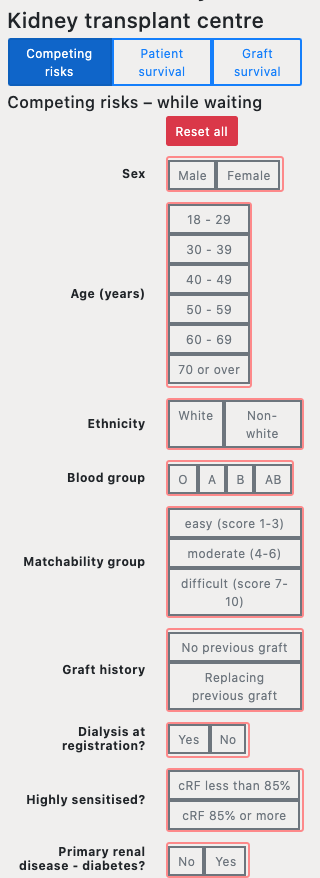 Kidney transplant centre
Competing risks
Patient survival
Graft survival
Competing risks – while waiting
Reset all
Sex
Male Female
Age (years)
18 - 29
30 - 39
40 - 49
50 - 59
60 - 69
70 or over
Ethnicity
White
Non-
white
Blood group
O A B AB
Matchability group
easy (score 1-3)
moderate (4-6)
difficult (score 7-
10)
Graft history
No previous graft
Replacing
previous graft
Dialysis at
registration?
Yes No
Highly sensitised?
cRF less than 85%
cRF 85% or more
Primary renal
disease - diabetes?
No Yes